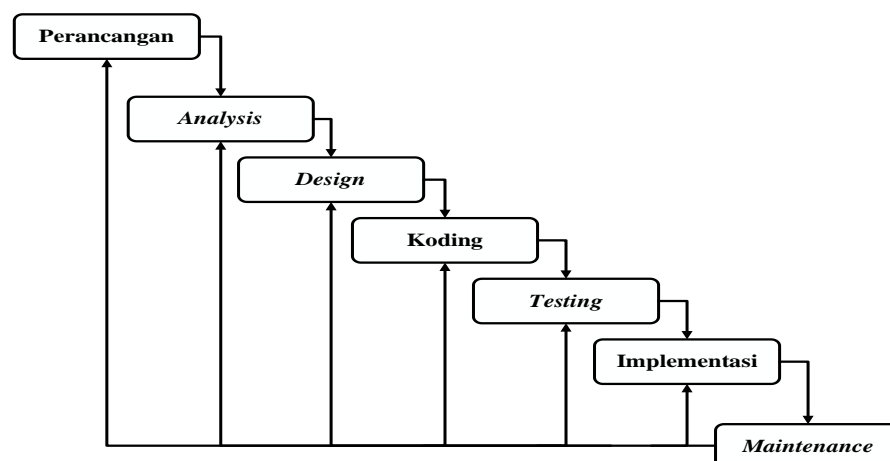 Perancangan
Analysis
Design
Koding
Testing
Implementasi
Maintenance